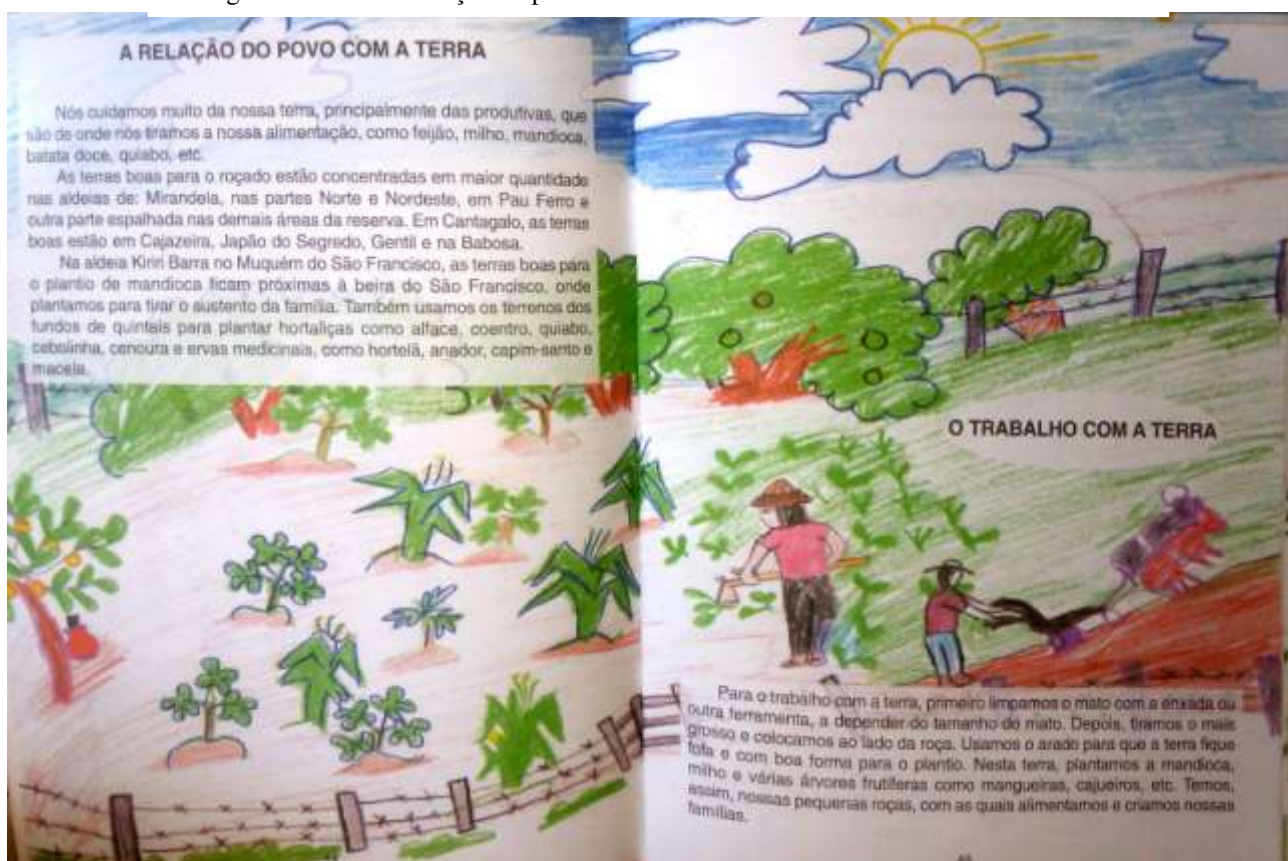 A RELAÇÃO DO POVO COM A TERRA
Nós cuidamos muito da nossa terra, principalmente das produtivas, que
são de onde nós tiramos a nossa alimentação, como feijão, milho, mandioca,
batata doce, quiabo, etc.
As terras boas para o roçado estão concentradas em maior quantidade
nas aldeias de: Mirandela, nas partes Norte e Nordeste, em Pau Ferro e
outra parte espalhada nas demais áreas da reserva. Em Cantagalo, as terras
boas estão em Cajazeira, Japão do Segredo, Gentil e na Babosa.
Na aldeia Kiriri Barra no Muquém do São Francisco, as terras boas para
o plantio de mandioca ficam próximas à beira do São Francisco, onde
plantamos para tirar o sustento da família. Também usamos os terrenos dos
fundos de quintais para plantar hortaliças como alface, coentro, quiabo,
cebolinha, cenoura e ervas medicinais, como hortelã, anador, capim-santo e
macela.
O TRABALHO COM A TERRA
Para o trabalho com a terra, primeiro limpamos o mato com a enxada ou
outra ferramenta, a depender do tamanho do mato. Depois, tiramos o mais
grosso e colocamos ao lado da roça. Usamos o arado para que a terra fique
fofa e com boa forma para o plantio. Nesta terra, plantamos a mandioca,
milho e várias árvores frutíferas como mangueiras, cajueiros, etc. Temos,
assim, nossas pequenas roças, com as quais alimentamos e criamos nossas
famílias.